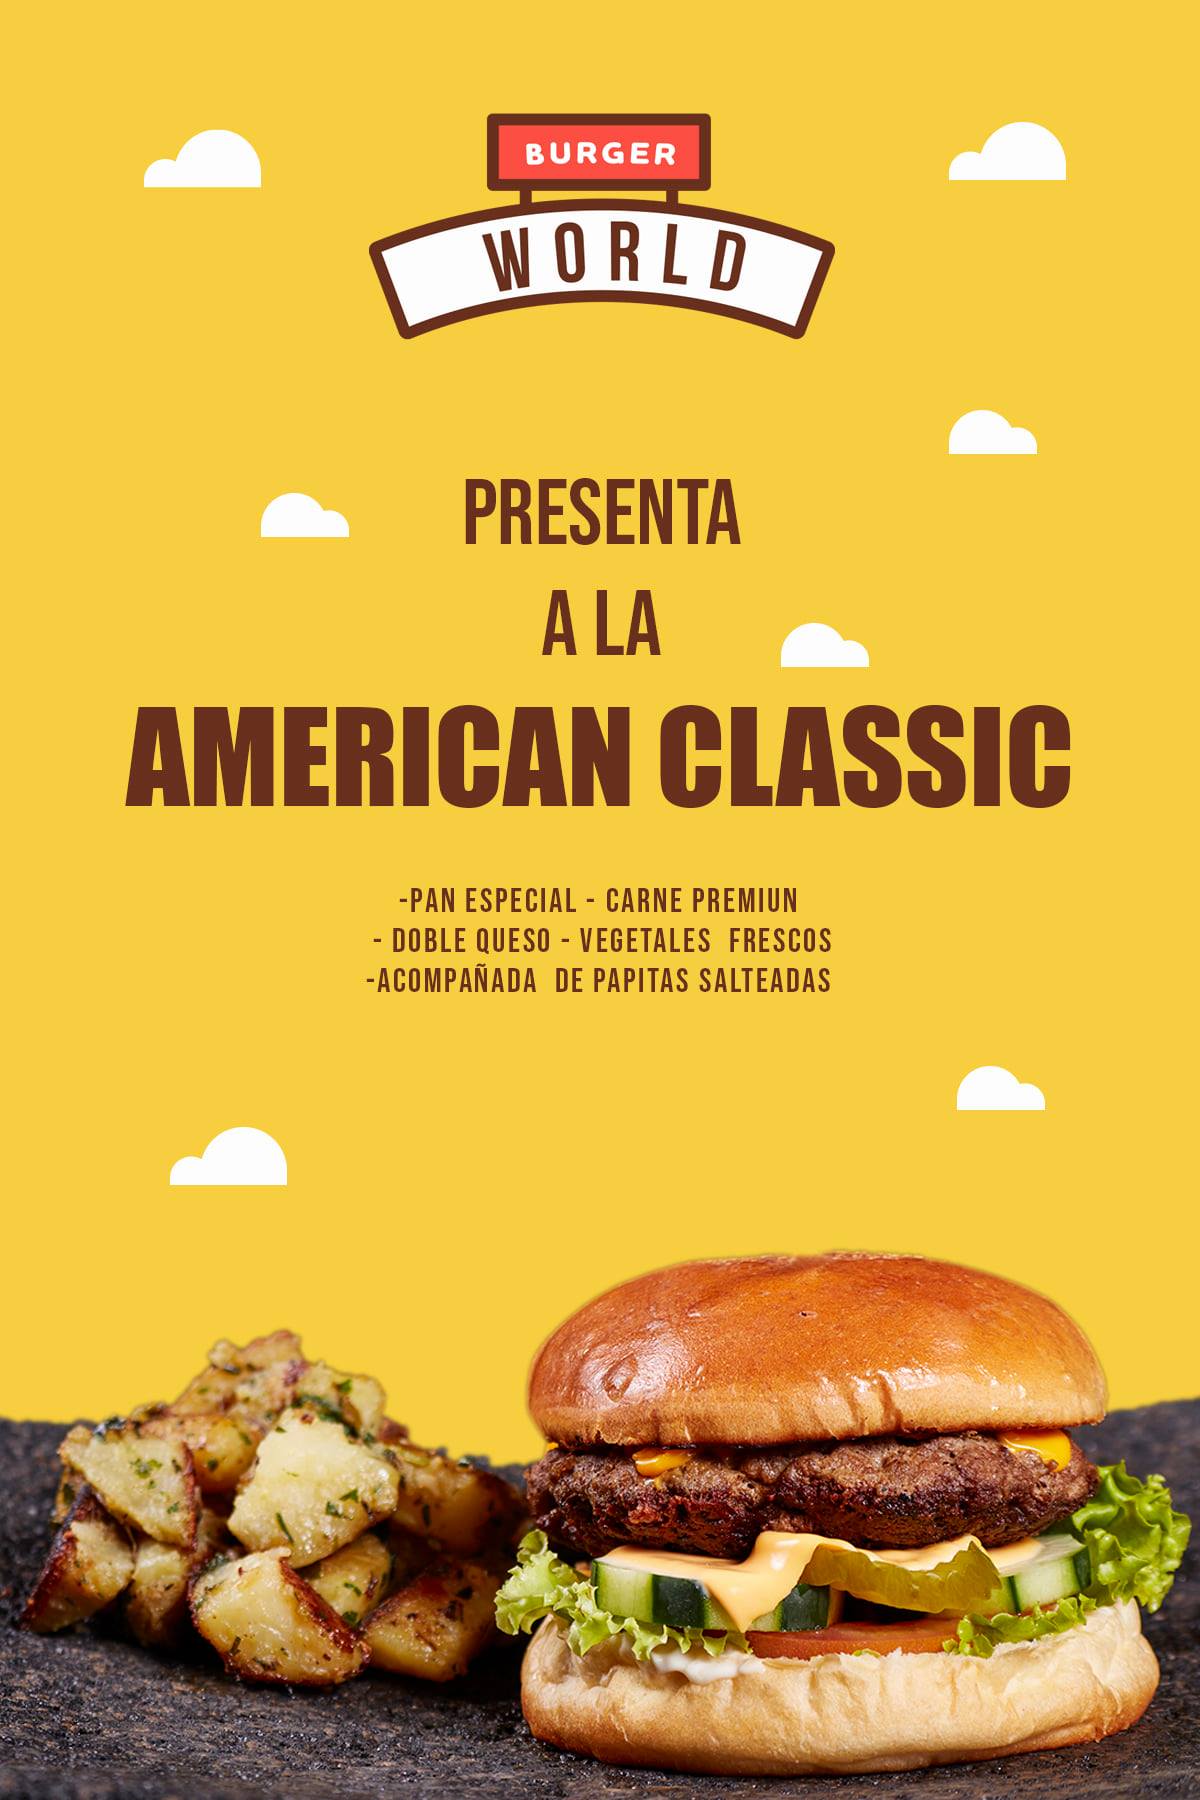 BURGER
WORLD
PRESENTA
A LA
AMERICAN CLASSIC
-PAN ESPECIAL - CARNE PREMIUN
- DOBLE QUESO - VEGETALES FRESCOS
-ACOMPAÑADA DE PAPITAS SALTEADAS